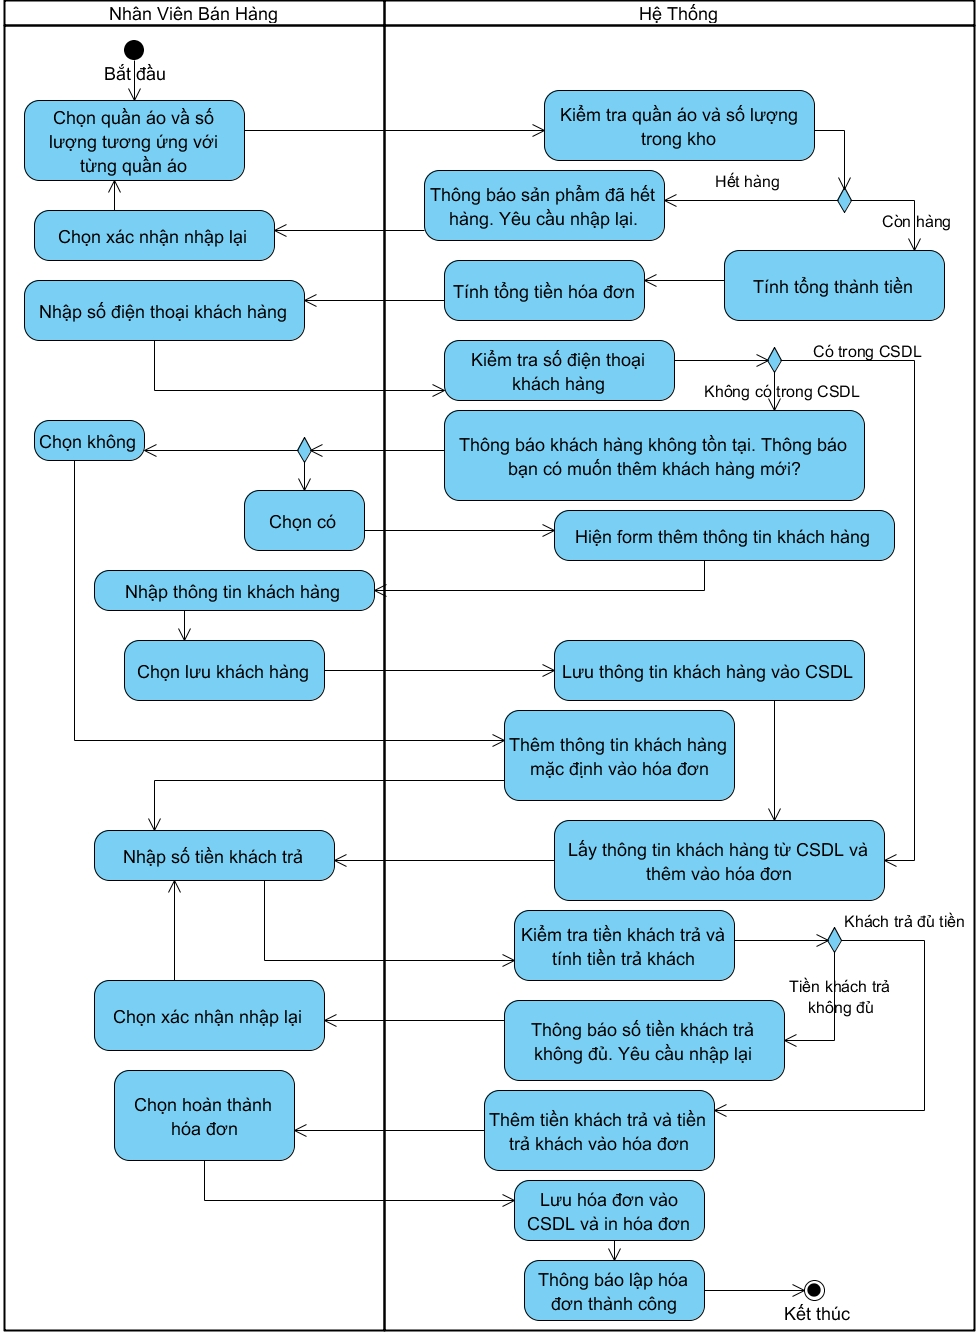 Nhân Viên Bán Hàng
Hệ Thống
Bắt đầu
Chọn quần áo và số
lượng tương ứng với
từng quần áo
Kiểm tra quần áo và số lượng
trong kho
Hết hàng
Còn hàng
Thông báo sản phẩm đã hết
hàng. Yêu cầu nhập lại.
Chọn xác nhận nhập lại
Tính tổng thành tiền
Tính tổng tiền hóa đơn
Nhập số điện thoại khách hàng
Kiểm tra số điện thoại
khách hàng
Có trong CSDL
Không có trong CSDL
Thông báo khách hàng không tồn tại. Thông báo
bạn có muốn thêm khách hàng mới?
Chọn không
Chọn có
Hiện form thêm thông tin khách hàng
Nhập thông tin khách hàng
Chọn lưu khách hàng
Lưu thông tin khách hàng vào CSDL
Thêm thông tin khách hàng
mặc định vào hóa đơn
Nhập số tiền khách trả
Lấy thông tin khách hàng từ CSDL và
thêm vào hóa đơn
Kiểm tra tiền khách trả và
tính tiền trả khách
Khách trả đủ tiền
Tiền khách trả
không đủ
Chọn xác nhận nhập lại
Thông báo số tiền khách trả
không đủ. Yêu cầu nhập lại
Chọn hoàn thành
hóa đơn
Thêm tiền khách trả và tiền
trả khách vào hóa đơn
Lưu hóa đơn vào
CSDL và in hóa đơn
Thông báo lập hóa
đơn thành công
Kết thúc